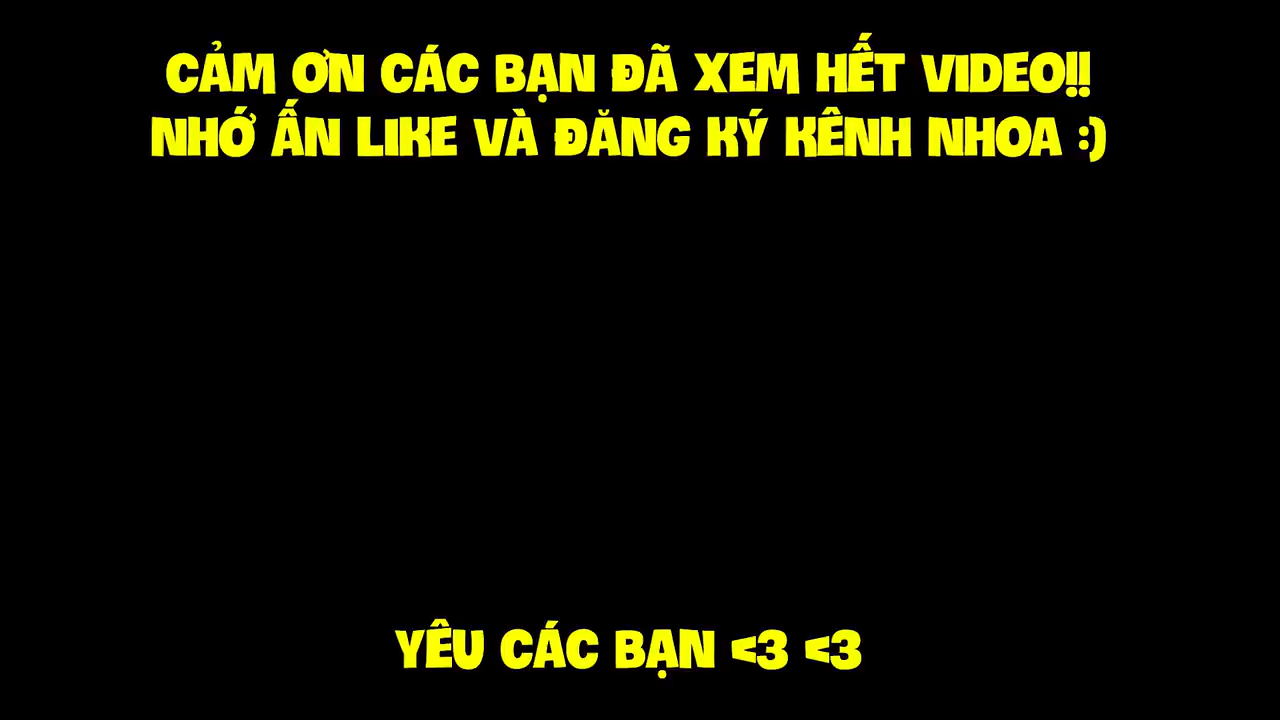 CẢM ƠN CÁC BẠN ĐÃ XEM HẾT VIDEO!!
NHỚ ẤN LIKE VÀ ĐĂNG KÝ KÊNH NHOA :)
YÊU CÁC BẠN <3 <3